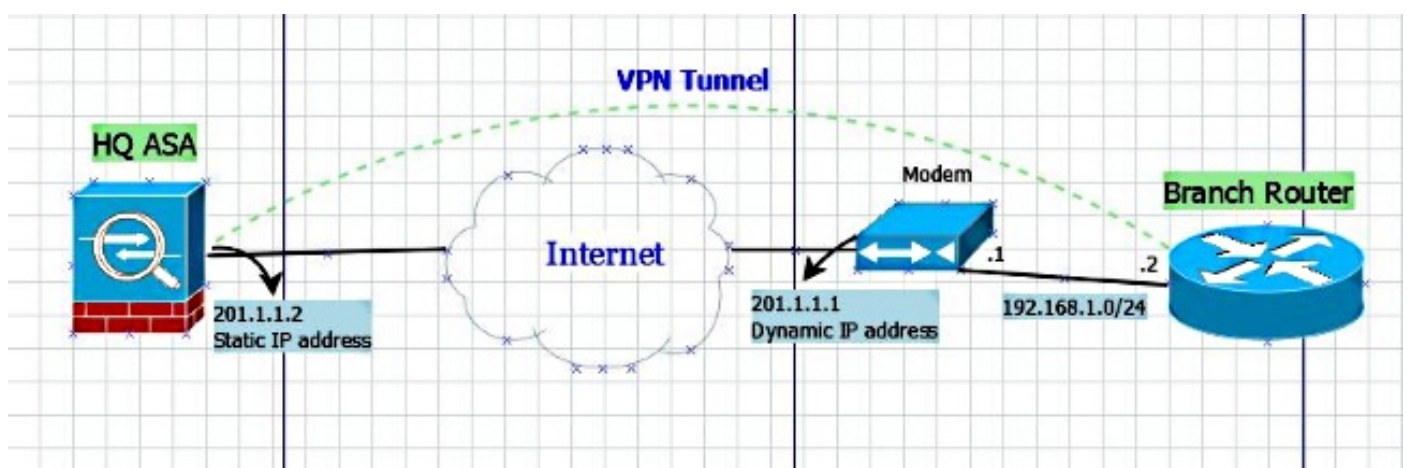 VPN Tunnel
HQ ASA
Modem
Branch Router
Internet
.1
.2
201.1.1.2
Static IP address
201.1.1.1
Dynamic IP address
192.168.1.0/24